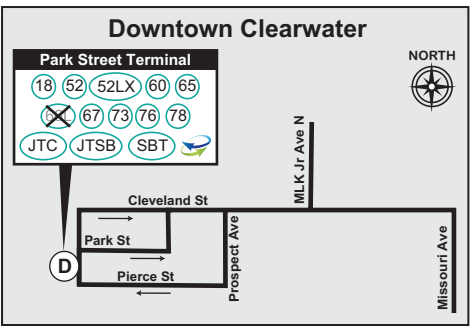 Downtown Clearwater
NORTH
Park Street Terminal
18 52 52LX 60 65
67 73 76 78
JTC JTSB SBT
MLK Jr Ave N
Cleveland St
Park St
Prospect Ave
Missouri Ave
D
Pierce St